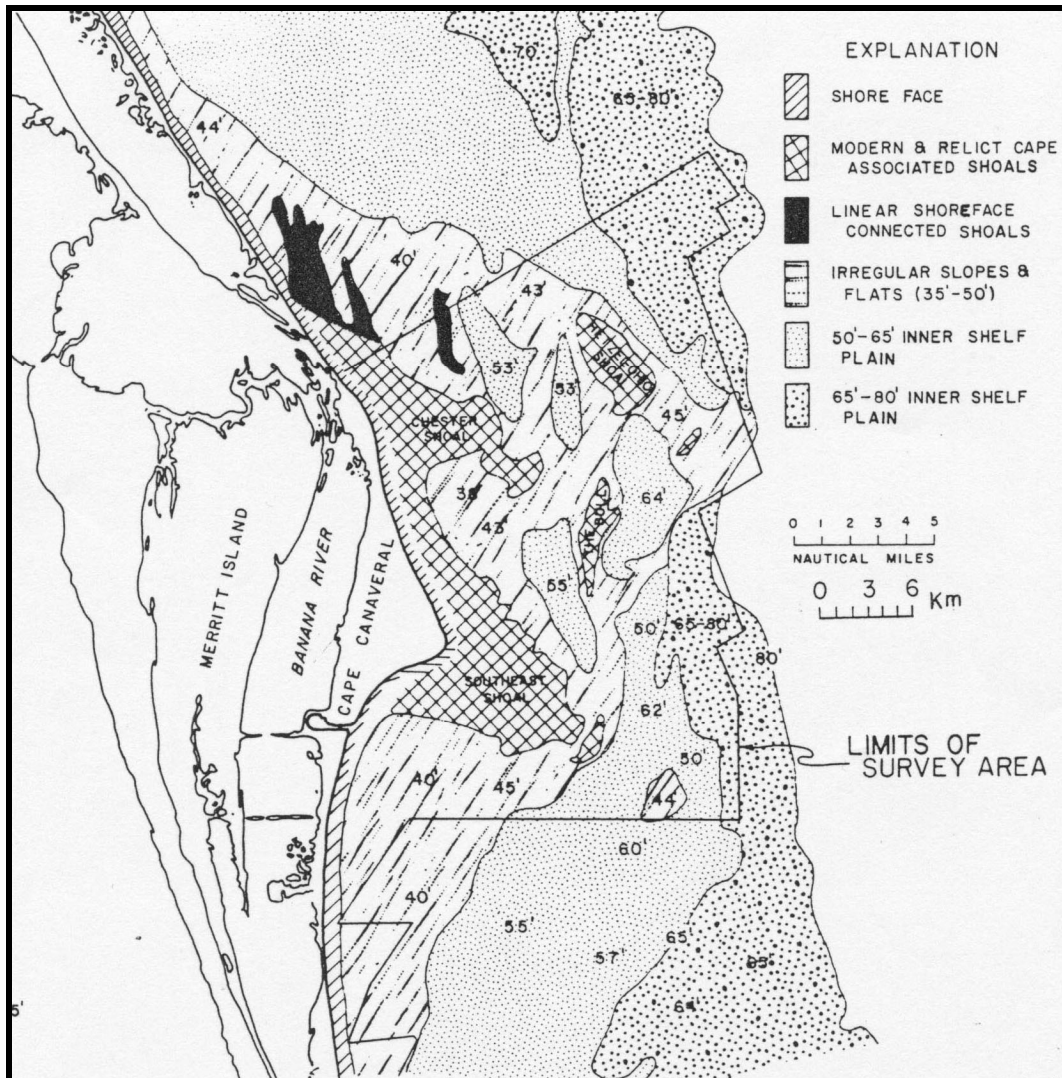 EXPLANATION
SHORE FACE
MODERN & RELICT CAPE
ASSOCIATED SHOALS
LINEAR SHOREFACE
CONNECTED SHOALS
IRREGULAR SLOPES &
FLATS (35'-50')
50'-65' INNER SHELF
PLAIN
65'-80' INNER SHELF
PLAIN
0 1 2 3 4 5
NAUTICAL MILES
0 3 6 Km
LIMITS OF
SURVEY AREA
70'
65-80'
44'
40'
43'
53'
53'
SHOAL
45'
CHESTER
SHOAL
38'
43'
64'
55'
50'
65-80'
80'
SOUTHEAST
SHOAL
62'
50'
44'
40'
45'
60'
40'
55'
57'
65'
65'
MERRITT ISLAND
BANANA RIVER
CAPE CANAVERAL
5'